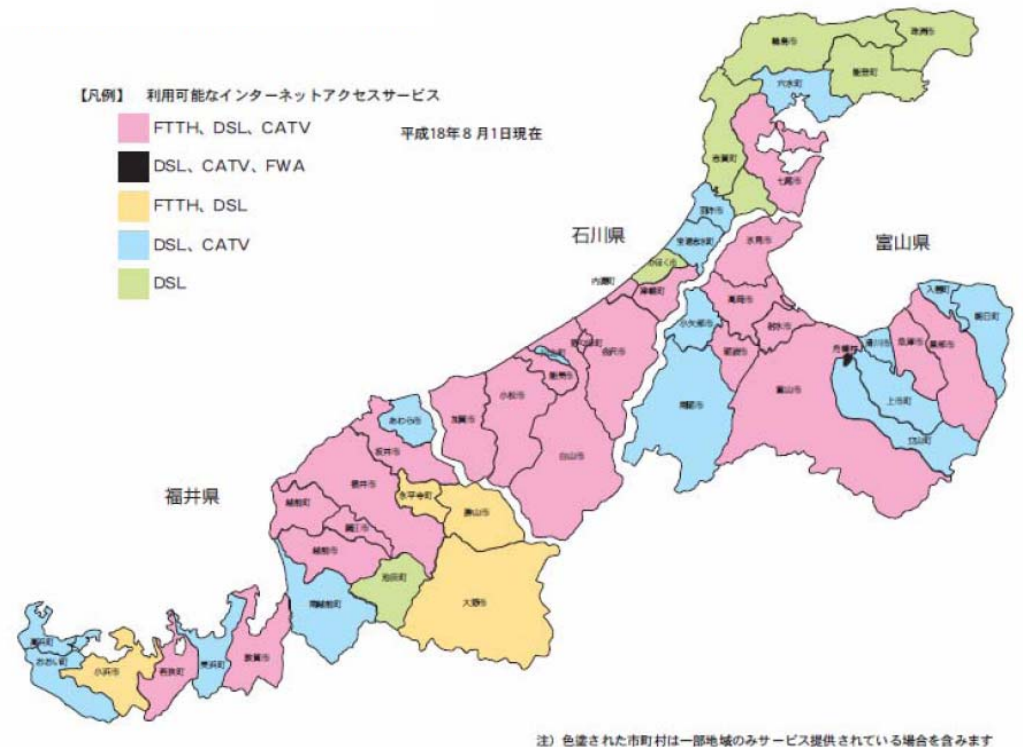 【凡例】 利用可能なインターネットアクセスサービス
平成18年８月1日現在
FTTH、DSL、CATV
DSL、CATV、FWA
FTTH、DSL
DSL、CATV
DSL
石川県
富山県
福井県
輪島市
珠洲市
能登町
穴水町
志賀町
七尾市
羽咋市
宝達志水町
かほく市
内灘町
津幡町
金沢市
能美市
小松市
加賀市
白山市
氷見市
高岡市
射水市
小矢部市
砺波市
南砺市
富山市
舟橋村
滑川市
魚津市
黒部市
入善町
朝日町
上市町
立山町
あわら市
坂井市
福井市
永平寺町
勝山市
越前町
鯖江市
越前市
池田町
大野市
南越前町
敦賀市
美浜町
若狭町
小浜市
おおい町
高浜町
注）色塗された市町村は一部地域のみサービス提供されている場合を含みます